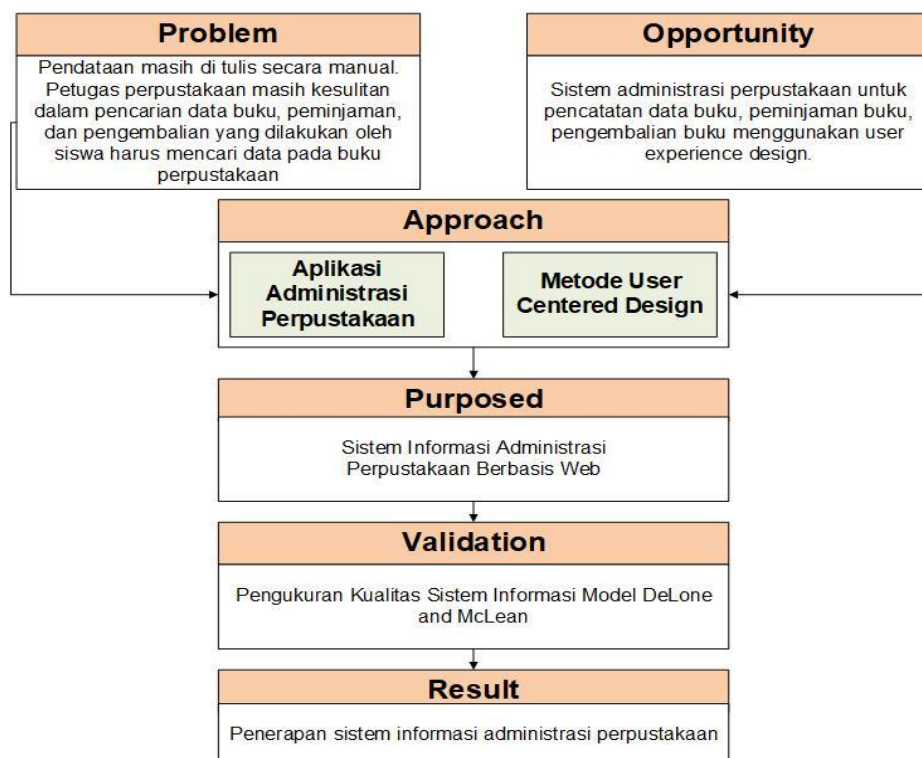 Problem
Pendataan masih di tulis secara manual.
Petugas perpustakaan masih kesulitan
dalam pencarian data buku, peminjaman,
dan pengembalian yang dilakukan oleh
siswa harus mencari data pada buku
perpustakaan
Opportunity
Sistem administrasi perpustakaan untuk
pencatatan data buku, peminjaman buku,
pengembalian buku menggunakan user
experience design.
Approach
Aplikasi
Administrasi
Perpustakaan
Metode User
Centered Design
Purposed
Sistem Informasi Administrasi
Perpustakaan Berbasis Web
Validation
Pengukuran Kualitas Sistem Informasi Model DeLone
and McLean
Result
Penerapan sistem informasi administrasi perpustakaan